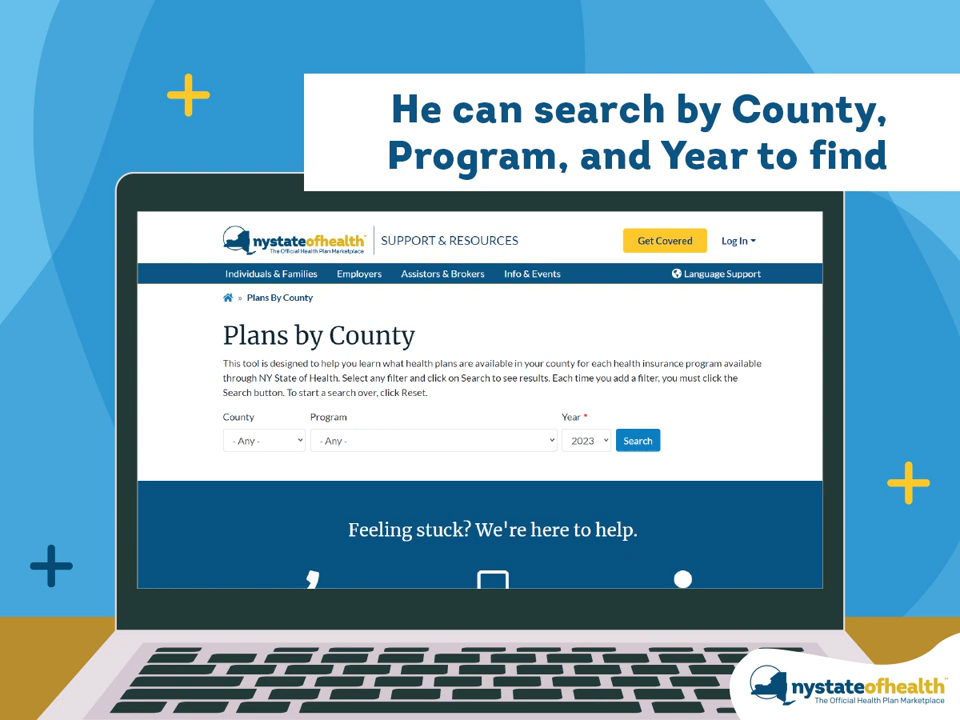 He can search by County,
Program, and Year to find
nystateofhealth™ SUPPORT & RESOURCES Get Covered Log In
The Official Health Plan Marketplace
Individuals & Families Employers Assistors & Brokers Info & Events Language Support
» Plans By County
Plans by County
This tool is designed to help you learn what health plans are available in your county for each health insurance program available
through NY State of Health. Select any filter and click on Search to see results. Each time you add a filter, you must click the
Search button. To start a search over, click Reset.
County Program Year *
- Any - - Any - 2023 Search
Feeling stuck? We're here to help.
nystateofhealth™
The Official Health Plan Marketplace